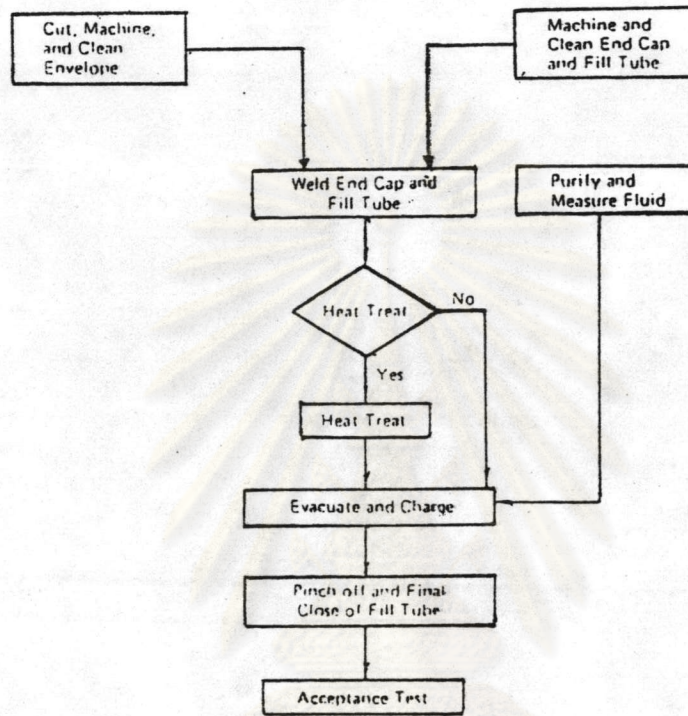 Cut, Machine,
and Clean
Envelope
Machine and
Clean End Cap
and Fill Tube
Weld End Cap and
Fill Tube
Purify and
Measure Fluid
Heat Treat
No
Yes
Heat Treat
Evacuate and Charge
Pinch off and Final
Close of Fill Tube
Acceptance Test